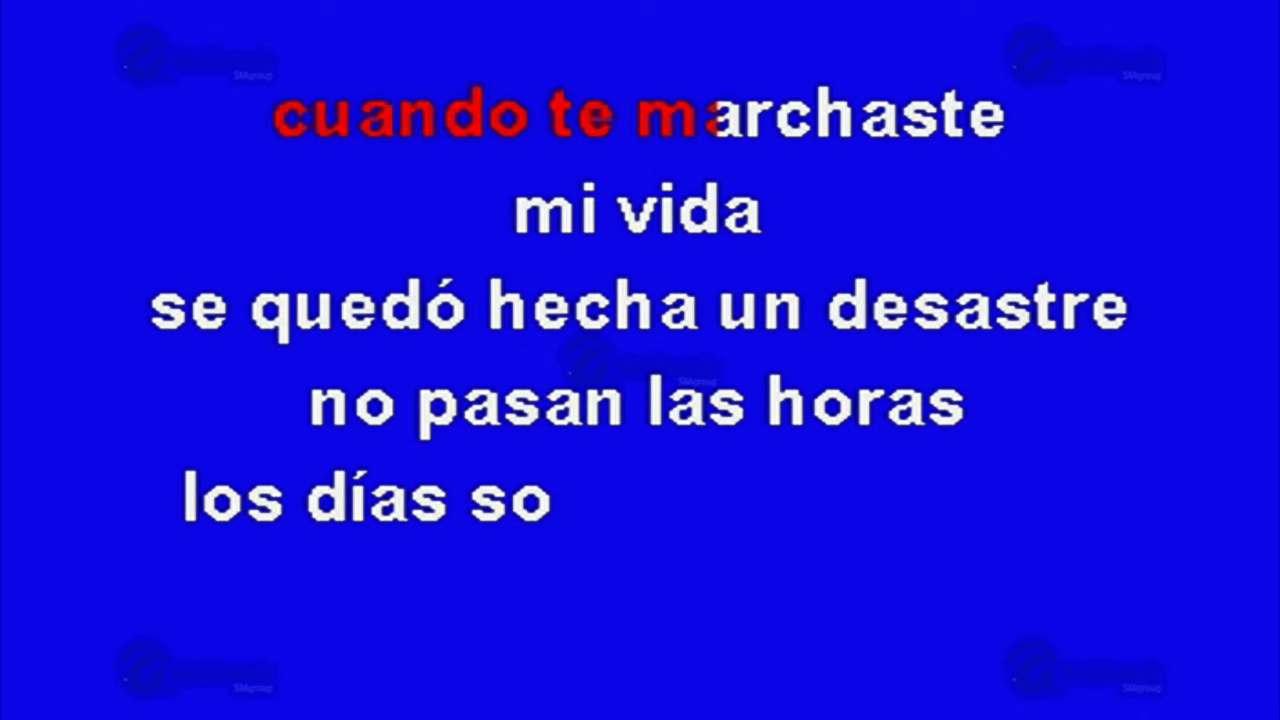 cuando te marchaste
mi vida
se quedó hecha un desastre
no pasan las horas
los días so